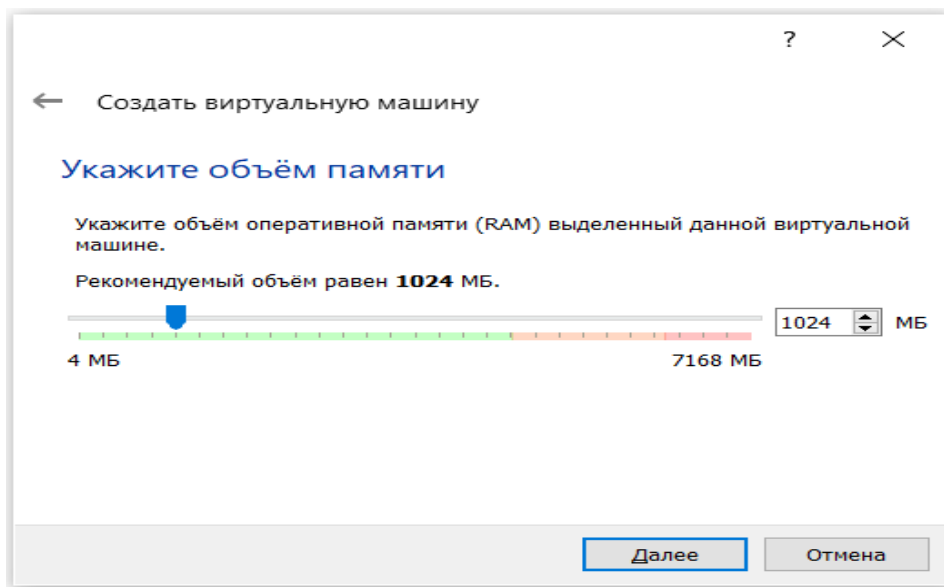 ?
Создать виртуальную машину
Укажите объём памяти
Укажите объём оперативной памяти (RAM) выделенный данной виртуальной
машине.
Рекомендуемый объём равен 1024 МБ.
1024 МБ
4 МБ 7168 МБ
Далее Отмена